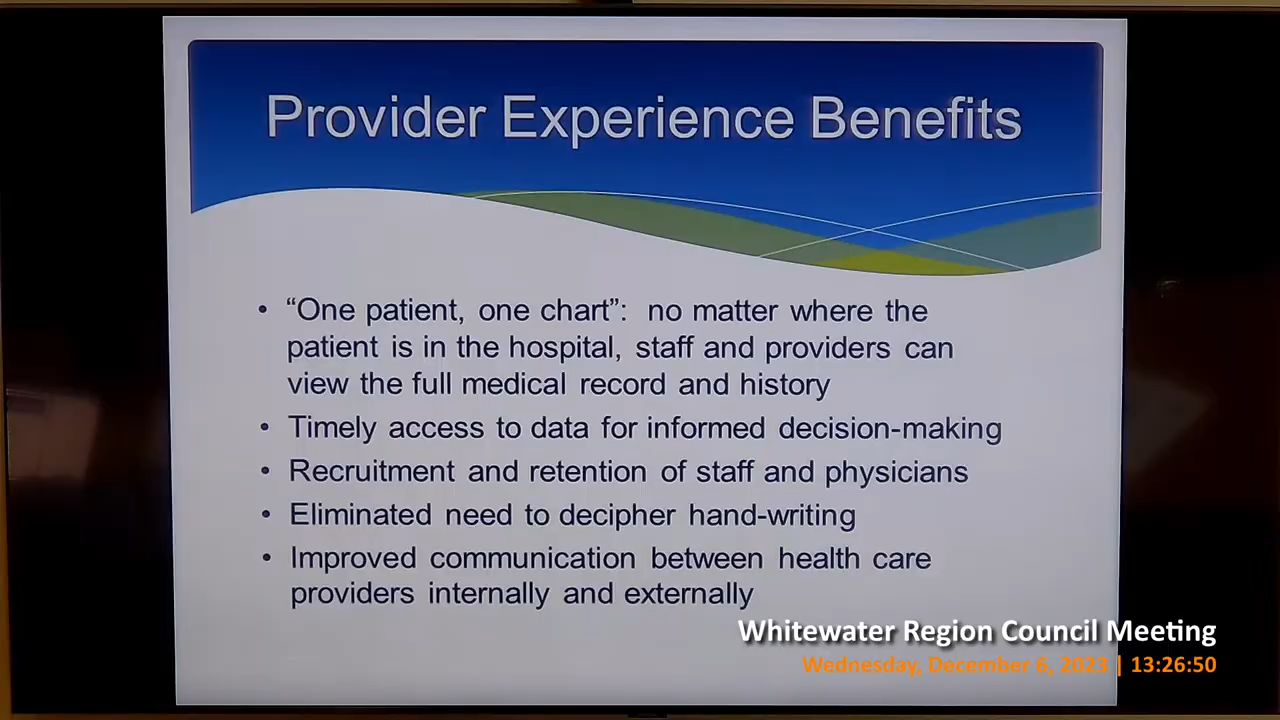 Provider Experience Benefits
• “One patient, one chart”: no matter where the
patient is in the hospital, staff and providers can
view the full medical record and history
• Timely access to data for informed decision-making
• Recruitment and retention of staff and physicians
• Eliminated need to decipher hand-writing
• Improved communication between health care
providers internally and externally
Whitewater Region Council Meeting
Wednesday, December 6, 2023 | 13:26:50